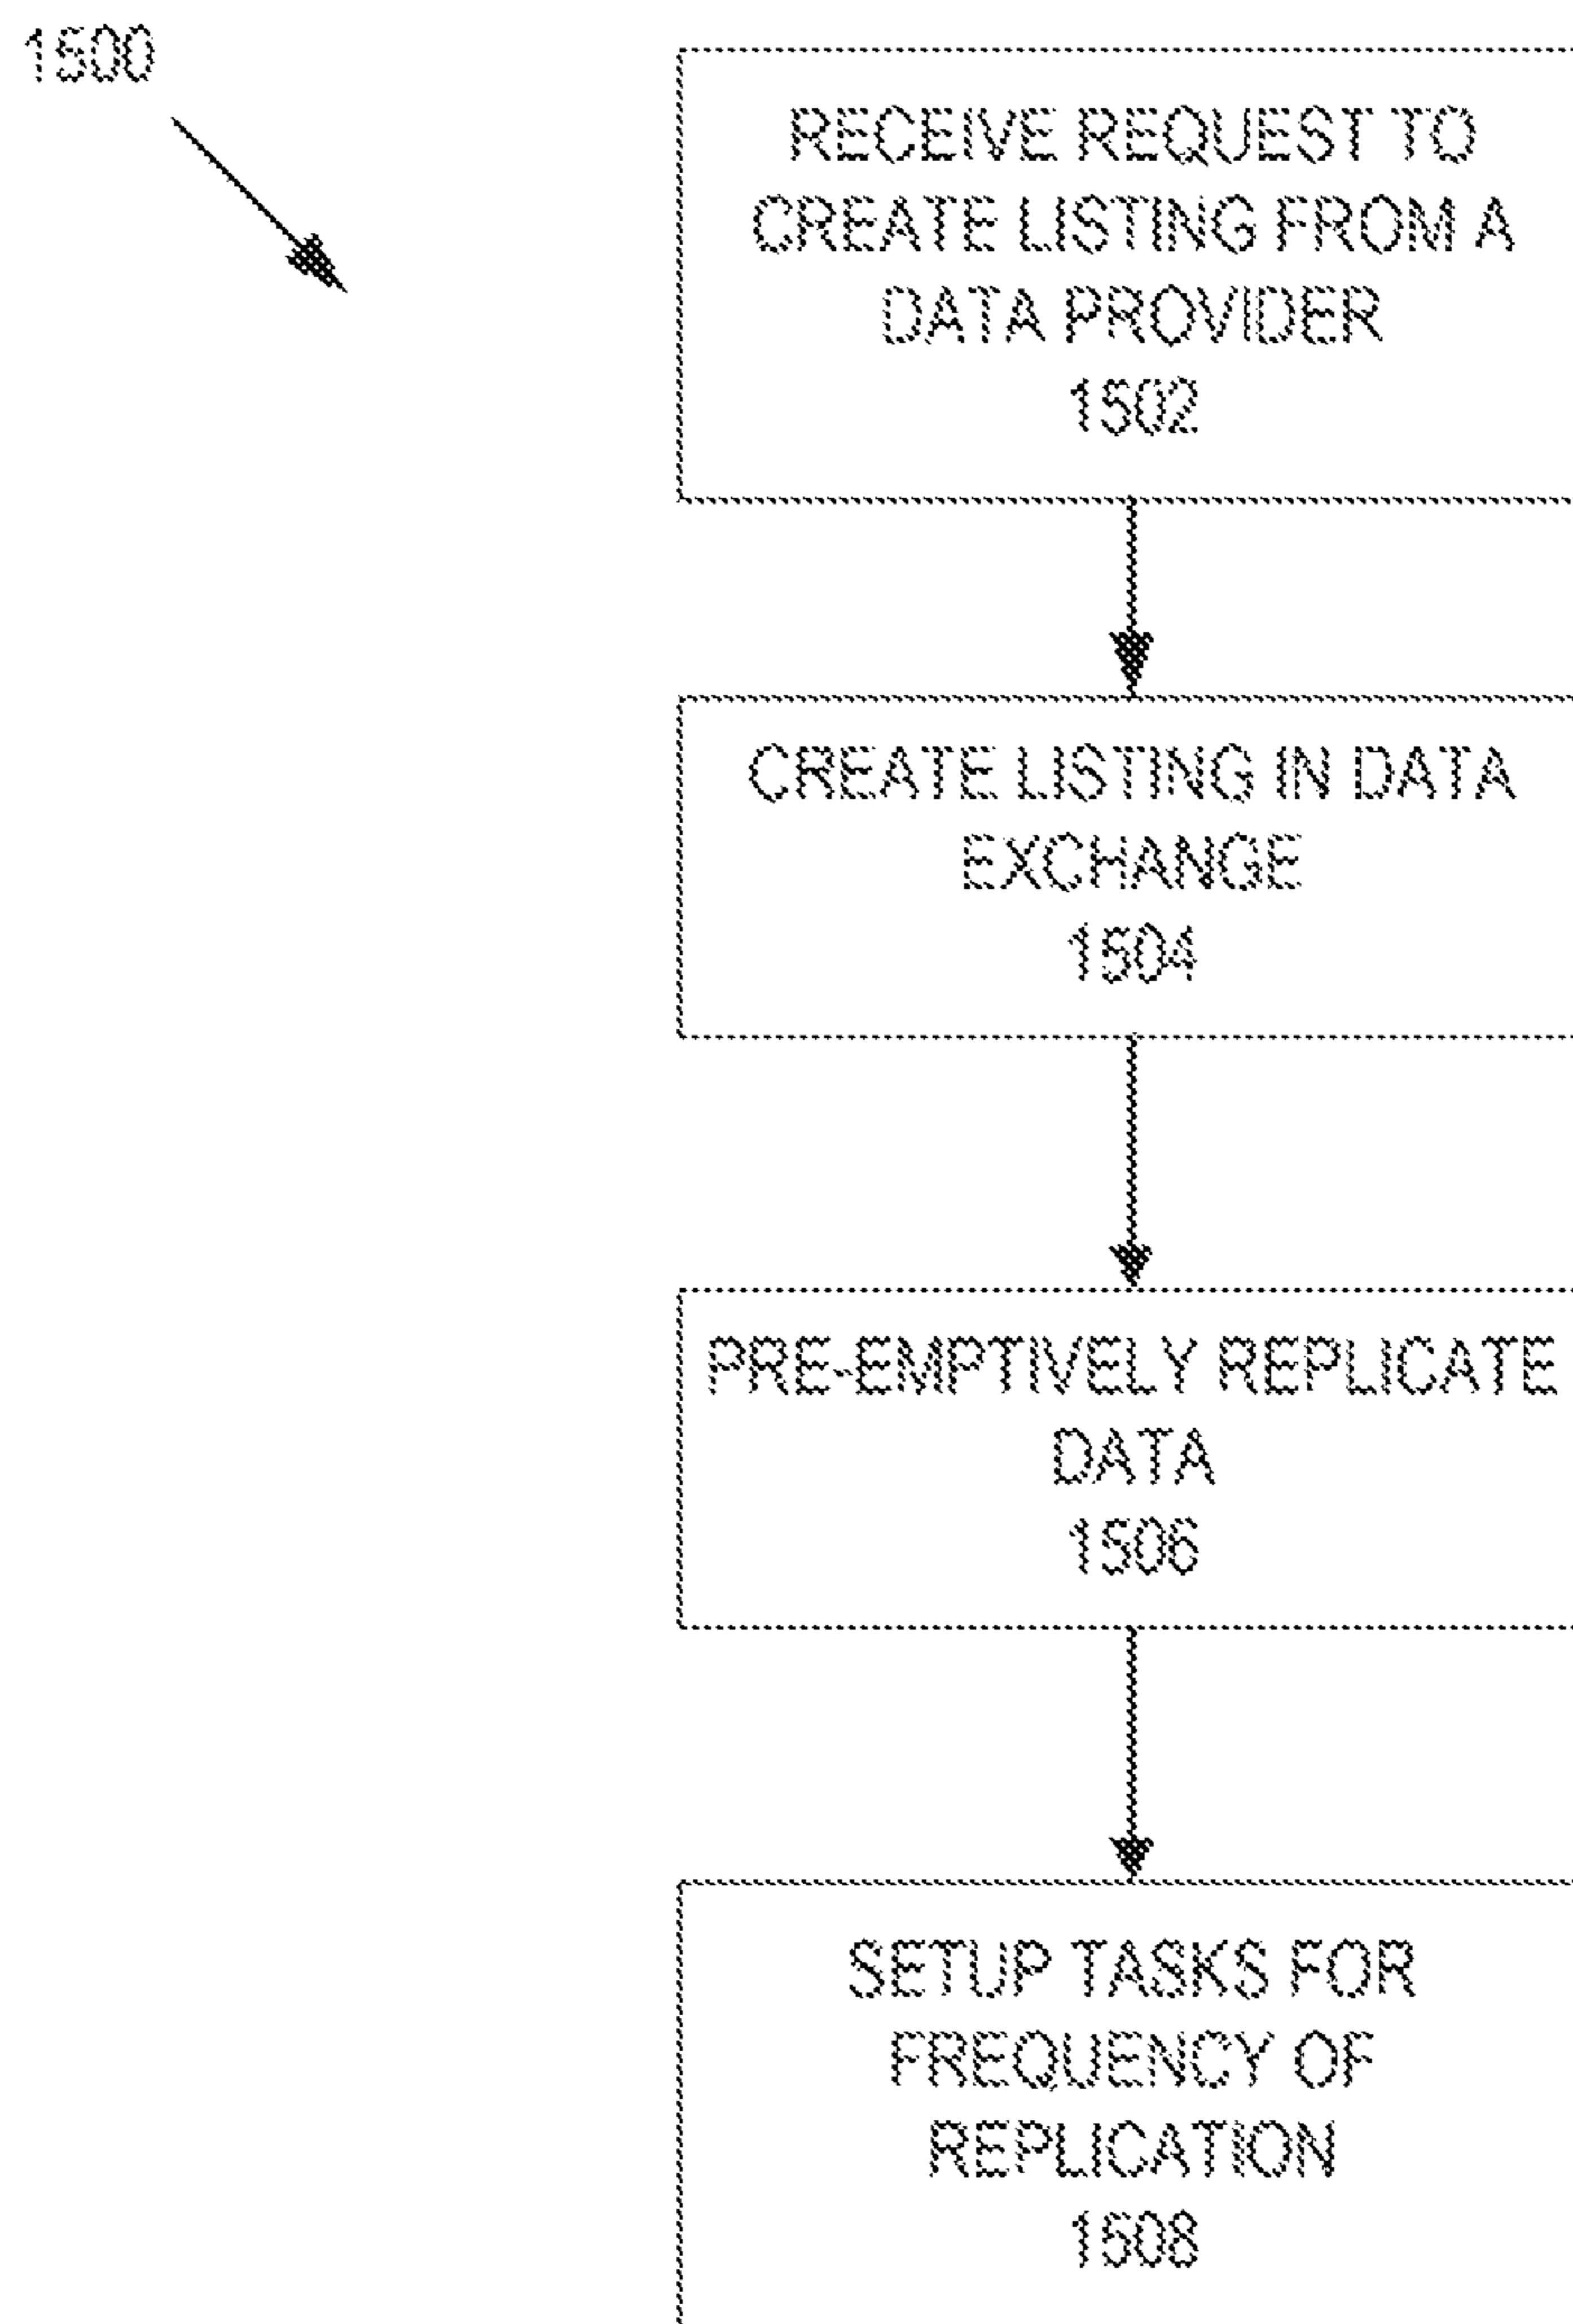 1500
RECEIVE REQUEST TO
CREATE LISTING FROM A
DATA PROVIDER
1502
CREATE LISTING IN DATA
EXCHANGE
1504
PRE-EMPTIVELY REPLICATE
DATA
1506
SETUP TASKS FOR
FREQUENCY OF
REPLICATION
1508